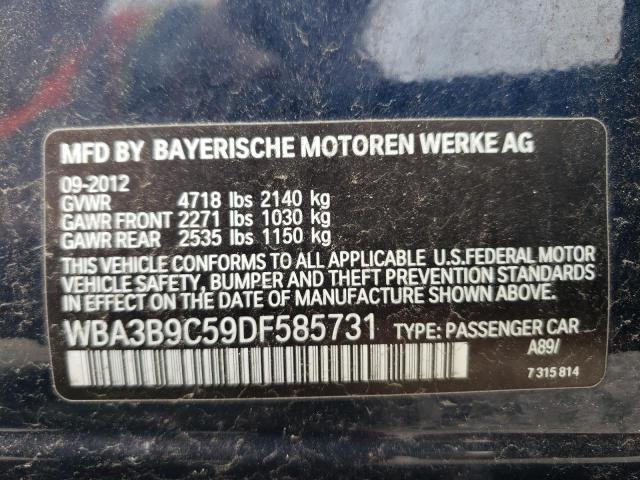 MFD BY BAYERISCHE MOTOREN WERKE AG
09-2012
GVWR 4718 lbs 2140 kg
GAWR FRONT 2271 lbs 1030 kg
GAWR REAR 2535 lbs 1150 kg
THIS VEHICLE CONFORMS TO ALL APPLICABLE U.S.FEDERAL MOTOR
VEHICLE SAFETY, BUMPER AND THEFT PREVENTION STANDARDS
IN EFFECT ON THE DATE OF MANUFACTURE SHOWN ABOVE.
WBA3B9C59DF585731 TYPE: PASSENGER CAR
A89/
7 315 814